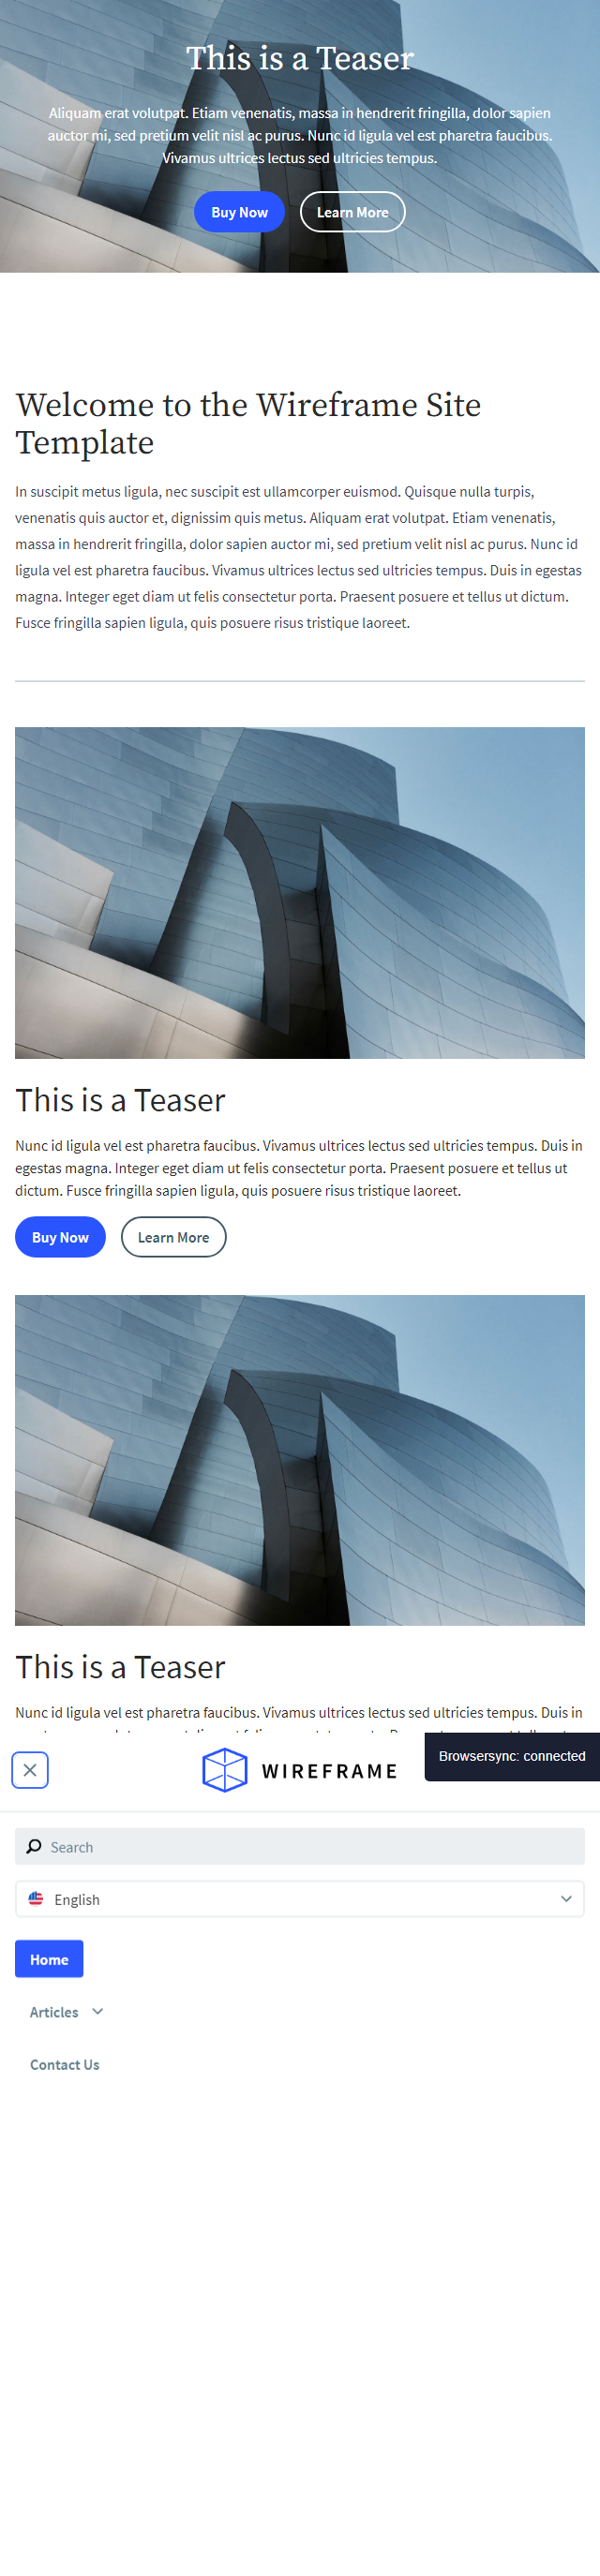 This is a Teaser
Aliquam erat volutpat. Etiam venenatis, massa in hendrerit fringilla, dolor sapien
auctor mi, sed pretium velit nisl ac purus. Nunc id ligula vel est pharetra faucibus.
Vivamus ultrices lectus sed ultricies tempus.
Buy Now
Learn More
Welcome to the Wireframe Site
Template
In suscipit metus ligula, nec suscipit est ullamcorper euismod. Quisque nulla turpis,
venenatis quis auctor et, dignissim quis metus. Aliquam erat volutpat. Etiam venenatis,
massa in hendrerit fringilla, dolor sapien auctor mi, sed pretium velit nisl ac purus. Nunc id
ligula vel est pharetra faucibus. Vivamus ultrices lectus sed ultricies tempus. Duis in egestas
magna. Integer eget diam ut felis consectetur porta. Praesent posuere et tellus ut dictum.
Fusce fringilla sapien ligula, quis posuere risus tristique laoreet.
This is a Teaser
Nunc id ligula vel est pharetra faucibus. Vivamus ultrices lectus sed ultricies tempus. Duis in
egestas magna. Integer eget diam ut felis consectetur porta. Praesent posuere et tellus ut
dictum. Fusce fringilla sapien ligula, quis posuere risus tristique laoreet.
Buy Now
Learn More
This is a Teaser
Nunc id ligula vel est pharetra faucibus. Vivamus ultrices lectus sed ultricies tempus. Duis in
WIREFRAME
Browsersync: connected
Search
English
Home
Articles
Contact Us